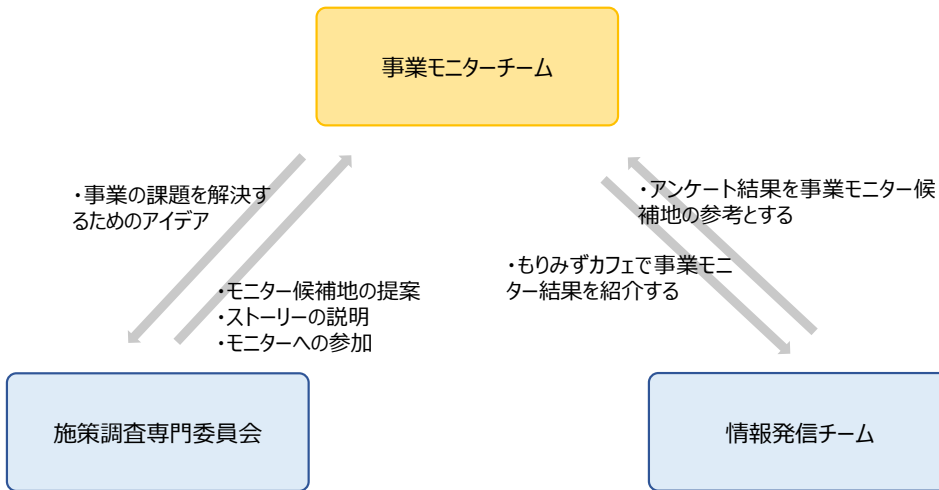 事業モニターチーム
・事業の課題を解決す
るためのアイデア
・アンケート結果を事業モニター候
補地の参考とする
・もりみずカフェで事業モニ
ター結果を紹介する
・モニター候補地の提案
・ストーリーの説明
・モニターへの参加
施策調査専門委員会
情報発信チーム